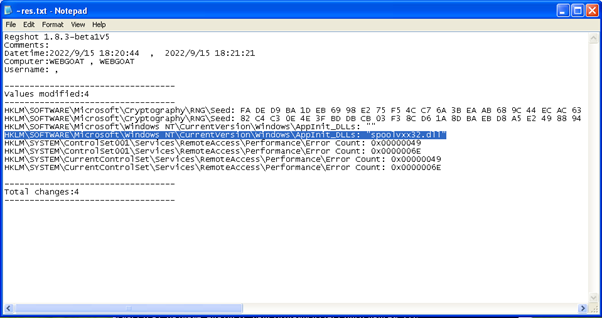 ~res.txt - Notepad
File Edit Format View Help
Regshot 1.8.3-beta1V5
Comments:
Datetime:2022/9/15 18:20:44 , 2022/9/15 18:21:21
Computer:WEBGOAT , WEBGOAT
Username: ,
----------------------------------
Values modified:4
----------------------------------
HKLM\SOFTWARE\Microsoft\Cryptography\RNG\Seed: FA DE D9 BA 1D EB 69 98 E2 75 F5 4C C7 6A 3B EA AB 68 9C 44 EC AC 63
HKLM\SOFTWARE\Microsoft\Cryptography\RNG\Seed: 82 C4 C3 0E 4E 3F BD DB CB 03 F3 8C D6 1A 8D BA EB D8 A5 E2 49 88 94
HKLM\SOFTWARE\Microsoft\Windows NT\CurrentVersion\Windows\AppInit_DLLs: ""
HKLM\SOFTWARE\Microsoft\Windows NT\CurrentVersion\Windows\AppInit_DLLs: "spoolvxx32.dll"
HKLM\SYSTEM\ControlSet001\Services\RemoteAccess\Performance\Error Count: 0x00000049
HKLM\SYSTEM\ControlSet001\Services\RemoteAccess\Performance\Error Count: 0x0000006E
HKLM\SYSTEM\CurrentControlSet\Services\RemoteAccess\Performance\Error Count: 0x00000049
HKLM\SYSTEM\CurrentControlSet\Services\RemoteAccess\Performance\Error Count: 0x0000006E
----------------------------------
Total changes:4
----------------------------------